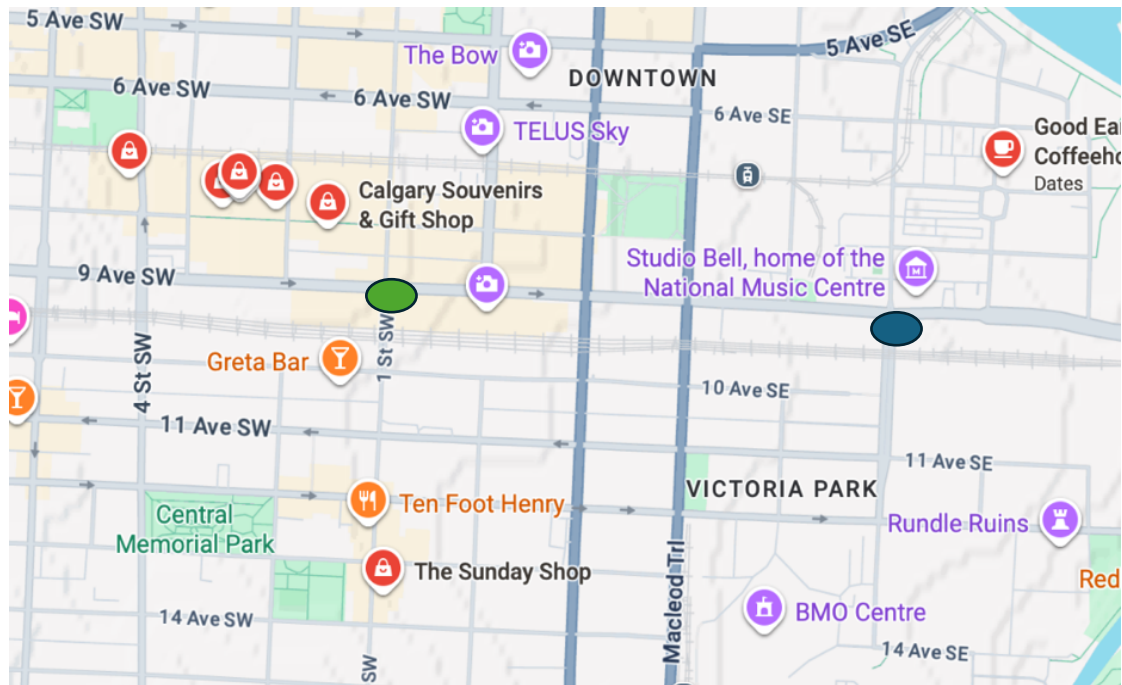 5 Ave SW
5 Ave SE
The Bow
DOWNTOWN
6 Ave SW
6 Ave SW
6 Ave SE
TELUS Sky
Good Ear
Coffeeho
Dates
Calgary Souvenirs
& Gift Shop
9 Ave SW
Studio Bell, home of the
National Music Centre
1 St SW
Greta Bar
4 St SW
10 Ave SE
11 Ave SW
11 Ave SE
VICTORIA PARK
Ten Foot Henry
Central
Memorial Park
Rundle Ruins
The Sunday Shop
Red
Macleod Trl
BMO Centre
14 Ave SW
14 Ave SE
SW